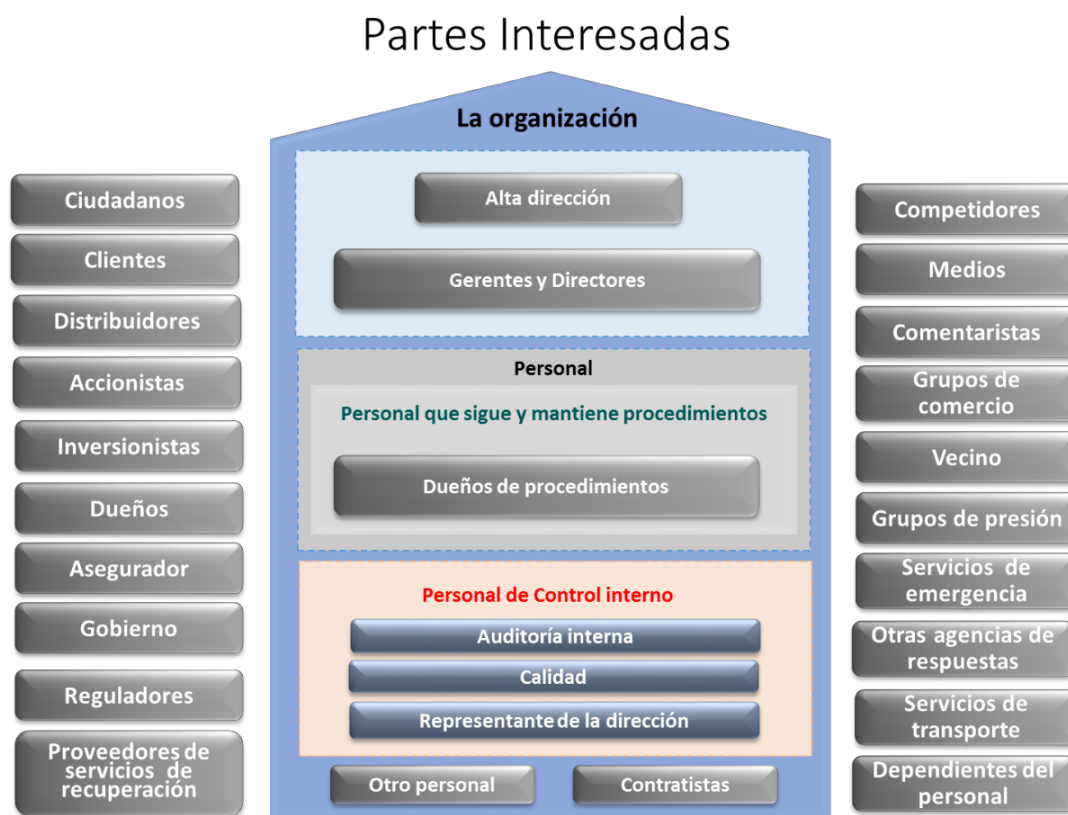 Partes Interesadas
La organización
Alta dirección
Gerentes y Directores
Personal
Personal que sigue y mantiene procedimientos
Dueños de procedimientos
Personal de Control interno
Auditoría interna
Calidad
Representante de la dirección
Otro personal
Contratistas
Ciudadanos
Clientes
Distribuidores
Accionistas
Inversionistas
Dueños
Asegurador
Gobierno
Reguladores
Proveedores de
servicios de
recuperación
Competidores
Medios
Comentaristas
Grupos de
comercio
Vecino
Grupos de presión
Servicios de
emergencia
Otras agencias de
respuestas
Servicios de
transporte
Dependientes del
personal